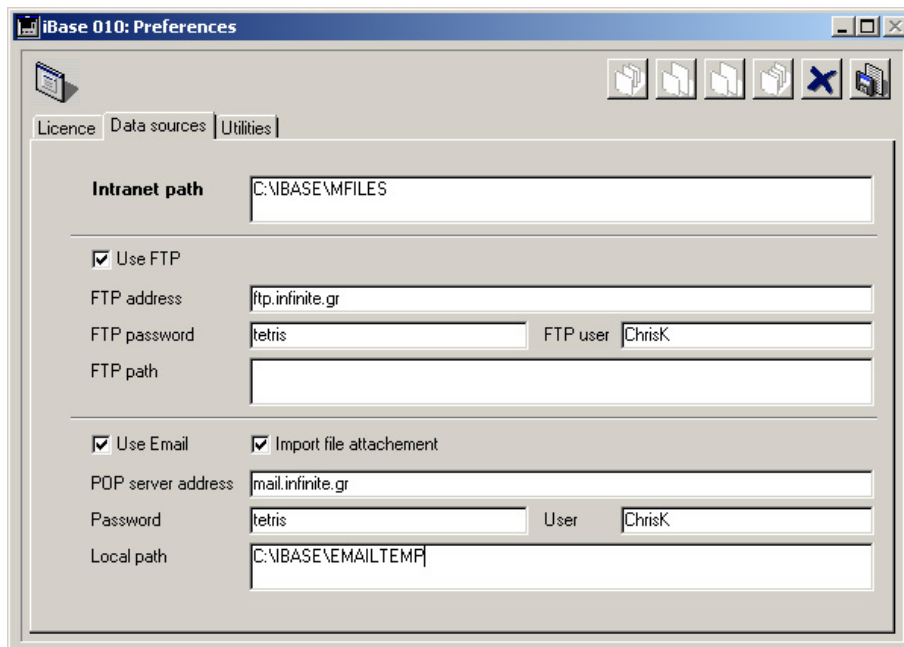 iBase 010: Preferences
Licence Data sources Utilities
Intranet path C:\IBASE\MFILES
Use FTP
FTP address ftp.infinite.gr
FTP password tetris FTP user ChrisK
FTP path
Use Email Import file attachement
POP server address mail.infinite.gr
Password tetris User ChrisK
Local path C:\IBASE\EMAILTEMP